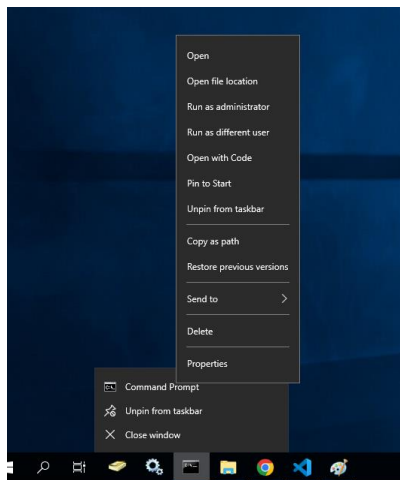 Open
Open file location
Run as administrator
Run as different user
Open with Code
Pin to Start
Unpin from taskbar
Copy as path
Restore previous versions
Send to
Delete
Properties
Command Prompt
Unpin from taskbar
Close window